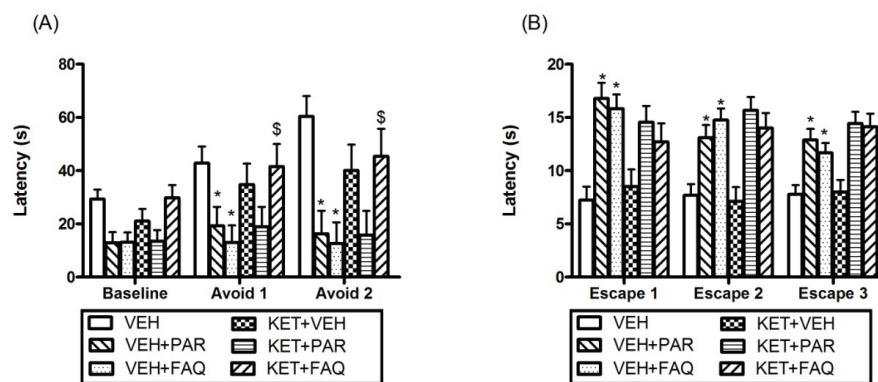 (A)
Latency (s)
80
60
40
20
0
* * $
* * $
Baseline Avoid 1 Avoid 2
VEH KET+VEH
VEH+PAR KET+PAR
VEH+FAQ KET+FAQ
(B)
Latency (s)
20
15
10
5
0
* *
* *
* *
Escape 1 Escape 2 Escape 3
VEH KET+VEH
VEH+PAR KET+PAR
VEH+FAQ KET+FAQ